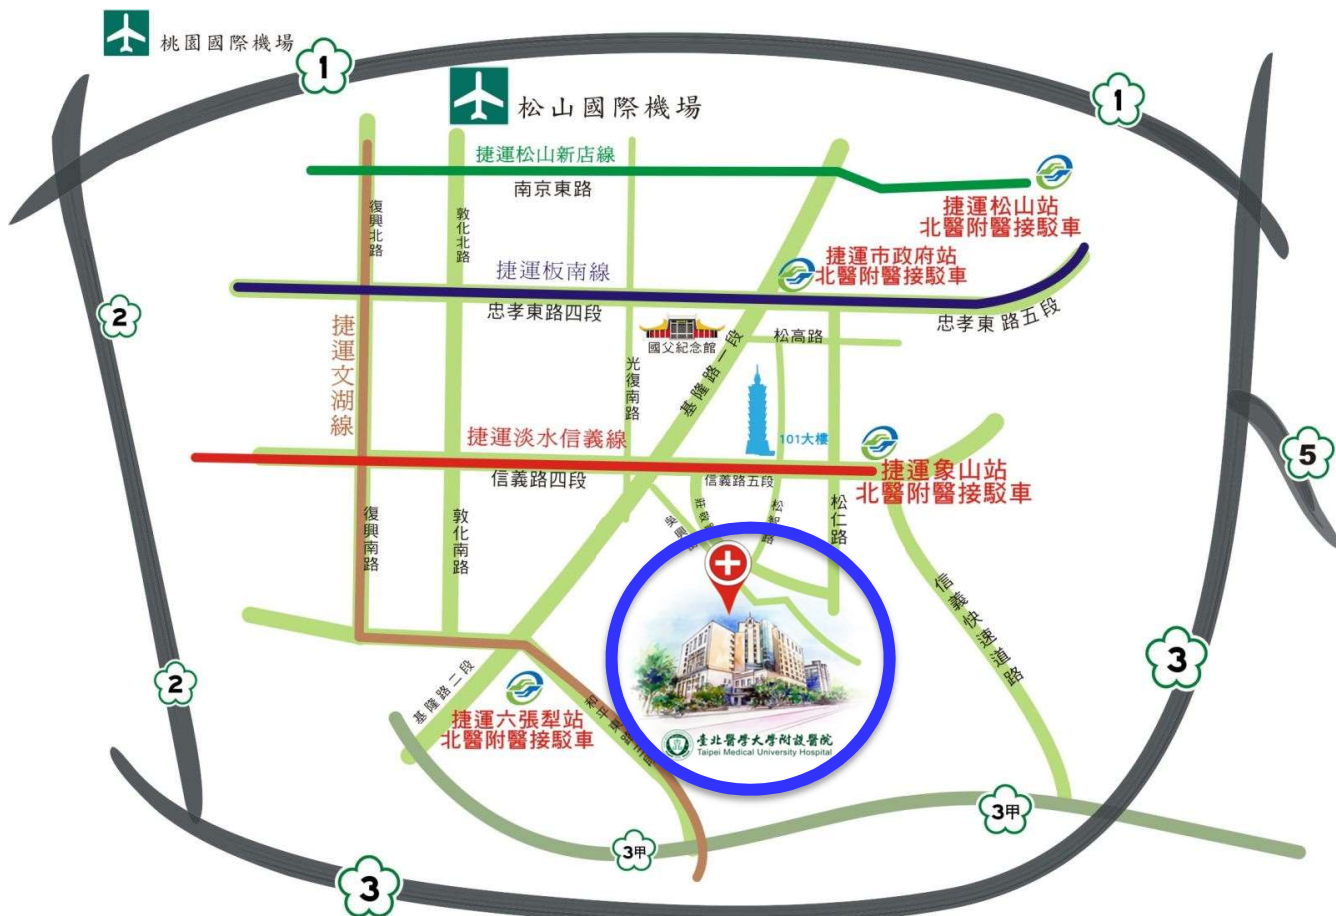 桃園國際機場
1
松山國際機場
1
捷運松山新店線
南京東路
捷運松山站
北醫附醫接駁車
復興北路
敦化北路
捷運市政府站
北醫附醫接駁車
捷運板南線
忠孝東路四段
忠孝東路五段
2
捷運文湖線
國父紀念館
松高路
光復南路
基隆路一段
101大樓
捷運淡水信義線
信義路四段
信義路五段
捷運象山站
北醫附醫接駁車
5
復興南路
敦化南路
松仁路
信義快速道路
2
3
基隆路二段
捷運六張犁站
北醫附醫接駁車
臺北醫學大學附設醫院
Taipei Medical University Hospital
3甲
3甲
3